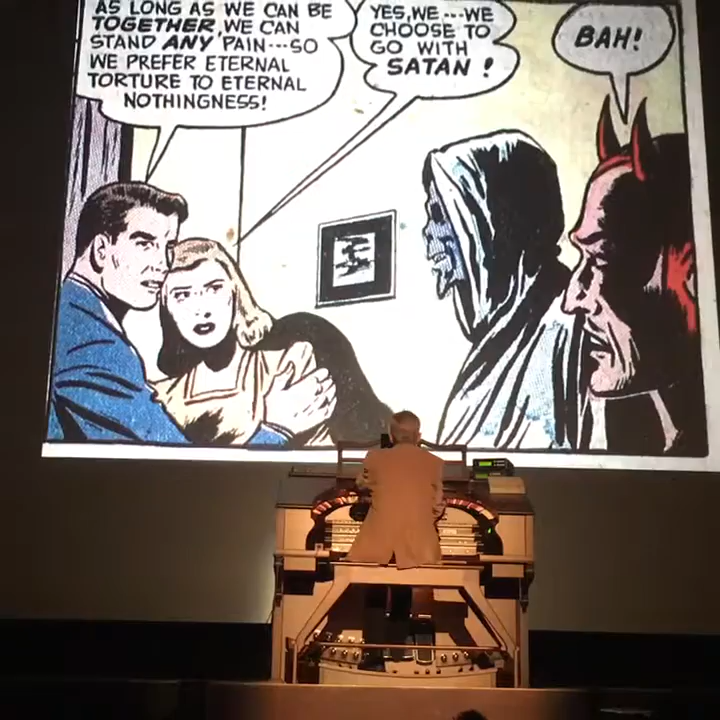 AS LONG AS WE CAN BE
TOGETHER, WE CAN
STAND ANY PAIN---SO
WE PREFER ETERNAL
TORTURE TO ETERNAL
NOTHINGNESS!
YES, WE ---WE
CHOOSE TO
GO WITH
SATAN!
BAH!